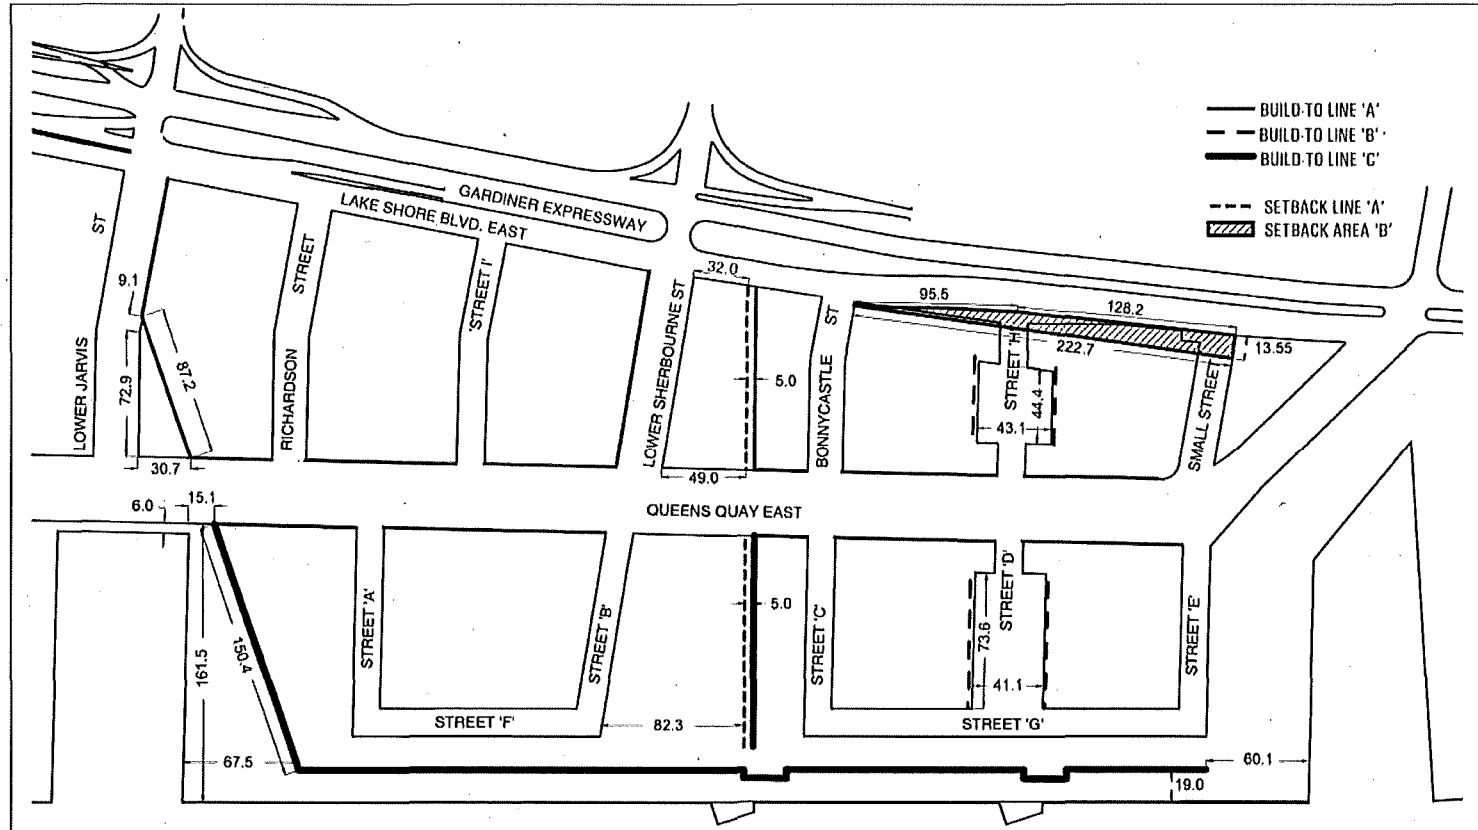 BUILD-TO LINE 'A'
BUILD-TO LINE 'B'
BUILD-TO LINE 'C'
SETBACK LINE 'A'
SETBACK AREA 'B'
GARDINER EXPRESSWAY
LAKE SHORE BLVD. EAST
ST
LOWER JARVIS
STREET
RICHARDSON
'STREET I'
LOWER SHERBOURNE ST
ST
BONNYCASTLE
STREET 'H'
SMALL STREET
9.1
87.2
72.9
30.7
32.0
5.0
49.0
95.5
128.2
222.7
13.55
44.4
43.1
QUEENS QUAY EAST
6.0
15.1
STREET 'A'
STREET 'B'
STREET 'C'
STREET 'D'
STREET 'E'
5.0
150.4
161.5
73.6
41.1
STREET 'F'
82.3
STREET 'G'
67.5
60.1
19.0